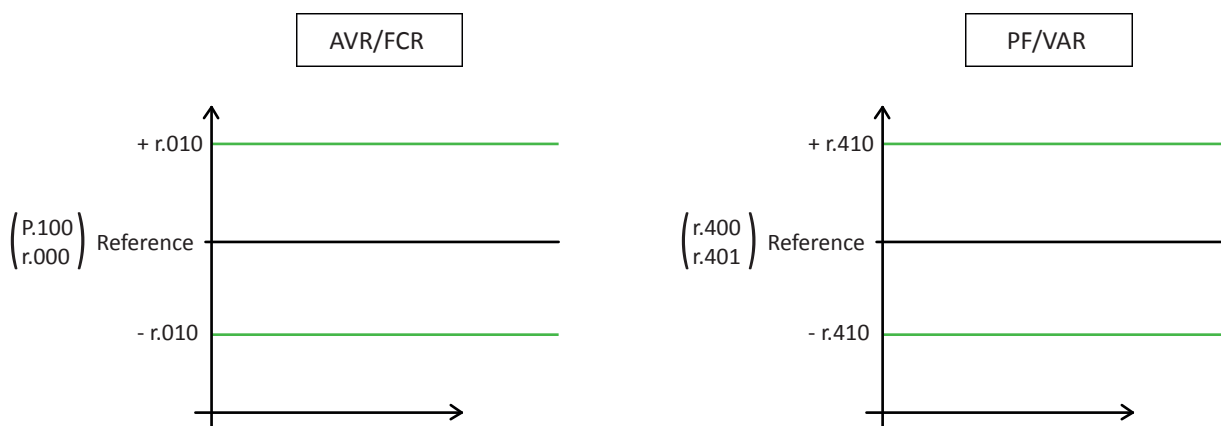 AVR/FCR
+ r.010
P.100
r.000
Reference
- r.010
PF/VAR
+ r.410
r.400
r.401
Reference
- r.410